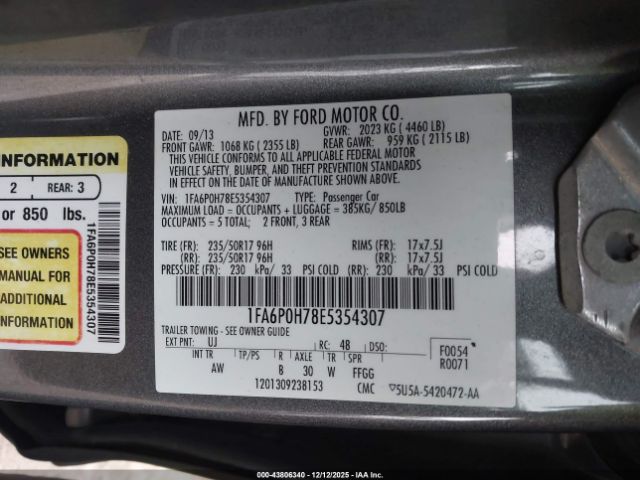 MFD. BY FORD MOTOR CO.
DATE: 09/13 GVWR: 2023 KG ( 4460 LB)
FRONT GAWR: 1068 KG ( 2355 LB) REAR GAWR: 959 KG ( 2115 LB)
THIS VEHICLE CONFORMS TO ALL APPLICABLE FEDERAL MOTOR
VEHICLE SAFETY, BUMPER, AND THEFT PREVENTION STANDARDS
IN EFFECT ON THE DATE OF MANUFACTURE SHOWN ABOVE.
VIN: 1FA6P0H78E5354307 TYPE: Passenger Car
MAXIMUM LOAD = OCCUPANTS + LUGGAGE = 385KG/ 850LB
OCCUPANTS = 5 TOTAL; 2 FRONT, 3 REAR
TIRE (FR): 235/50R17 96H RIMS (FR): 17x7.5J
(RR): 235/50R17 96H (RR): 17x7.5J
PRESSURE (FR): 230 kPa/ 33 PSI COLD (RR): 230 kPa/ 33 PSI COLD
1FA6P0H78E5354307
TRAILER TOWING - SEE OWNER GUIDE
EXT PNT: UJ RC: 48 DSO: F0054
INT TR TP/PS R AXLE TR SPR R0071
AW B 30 W FFGG
1201309238153 CMC 5U5A-5420472-AA
INFORMATION
2 REAR: 3
or 850 lbs.
SEE OWNERS
MANUAL FOR
ADDITIONAL
INFORMATION
1FA6P0H78E5354307
©-43806340 - 12/12/2025 - IAA Inc.